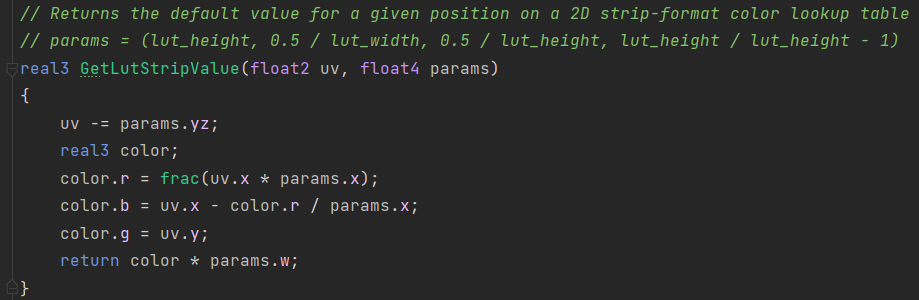 // Returns the default value for a given position on a 2D strip-format color lookup table
// params = (lut_height, 0.5 / lut_width, 0.5 / lut_height, lut_height / lut_height - 1)
real3 GetLutStripValue(float2 uv, float4 params)
{
    uv -= params.yz;
    real3 color;
    color.r = frac(uv.x * params.x);
    color.b = uv.x - color.r / params.x;
    color.g = uv.y;
    return color * params.w;
}